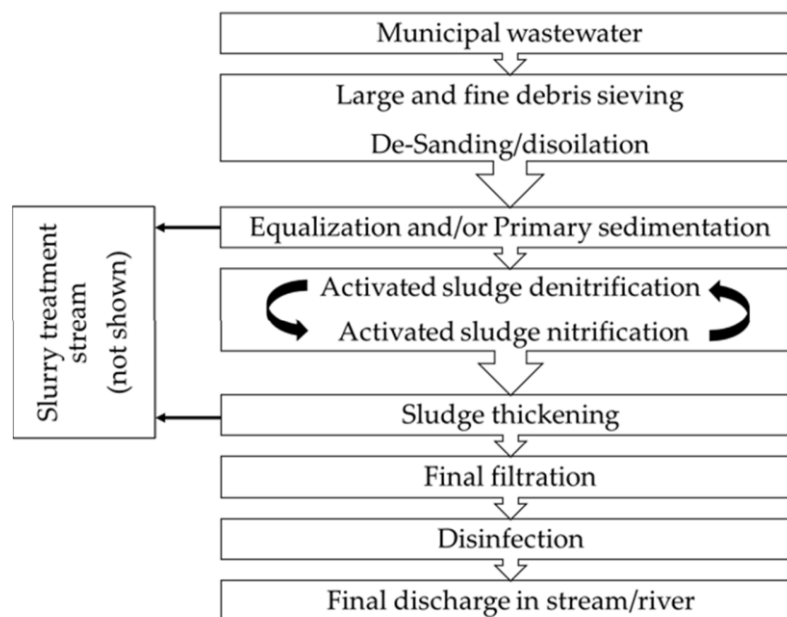 Municipal wastewater
Large and fine debris sieving
De-Sanding/disoilation
Equalization and/or Primary sedimentation
Activated sludge denitrification
Activated sludge nitrification
Slurry treatment
stream
(not shown)
Sludge thickening
Final filtration
Disinfection
Final discharge in stream/river